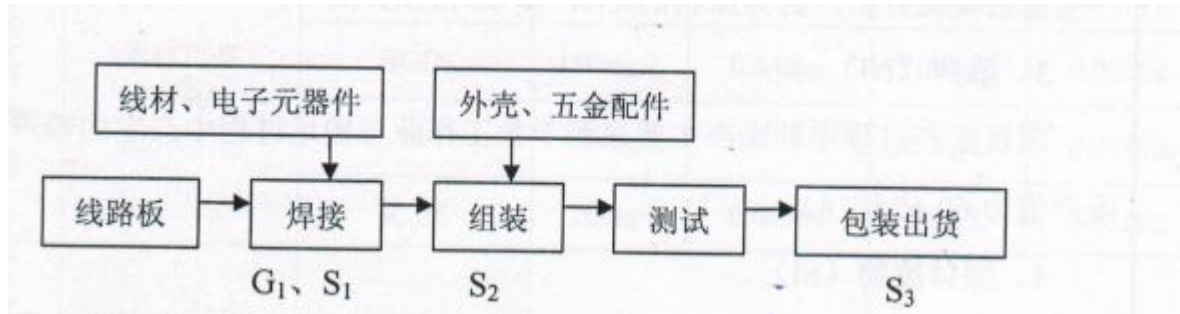 线材、电子元器件
外壳、五金配件
线路板
焊接
组装
测试
包装出货
G₁、S₁
S₂
S₃